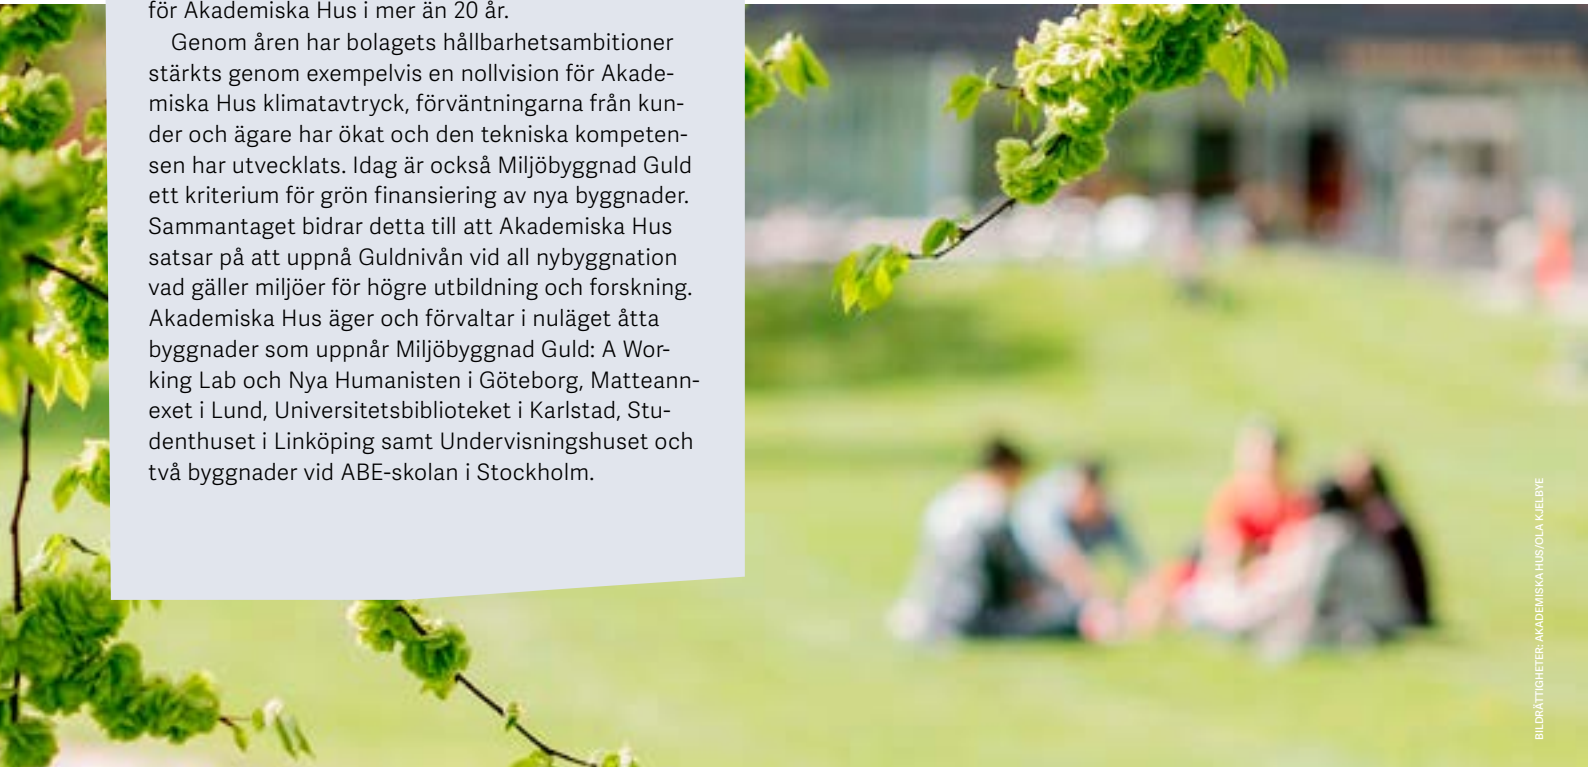 för Akademiska Hus i mer än 20 år.
Genom åren har bolagets hållbarhetsambitioner
stärkts genom exempelvis en nollvision för Akade-
miska Hus klimatavtryck, förväntningarna från kun-
der och ägare har ökat och den tekniska kompeten-
sen har utvecklats. Idag är också Miljöbyggnad Guld
ett kriterium för grön finansiering av nya byggnader.
Sammantaget bidrar detta till att Akademiska Hus
satsar på att uppnå Guldnivån vid all nybyggnation
vad gäller miljöer för högre utbildning och forskning.
Akademiska Hus äger och förvaltar i nuläget åtta
byggnader som uppnår Miljöbyggnad Guld: A Wor-
king Lab och Nya Humanisten i Göteborg, Matteann-
exet i Lund, Universitetsbiblioteket i Karlstad, Stu-
denthuset i Linköping samt Undervisningshuset och
två byggnader vid ABE-skolan i Stockholm.
BILDRÄTTIGHETER: AKADEMISKA HUS/OLA KJELBYE